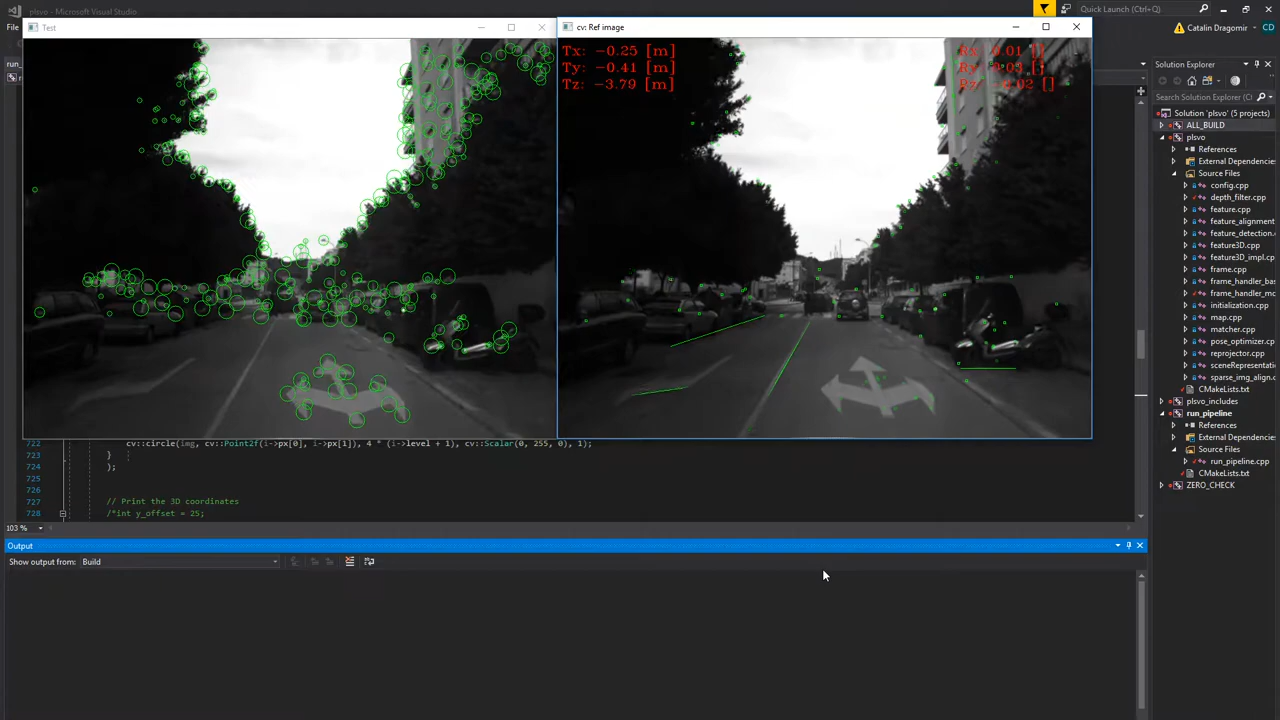 plsvo - Microsoft Visual Studio
Quick Launch (Ctrl+Q)
File
Catalin Dragomir
CD
Test
cv: Ref image
Tx: -0.25 [m]
Ty: -0.41 [m]
Tz: -3.79 [m]
[]
[]
[]
run
Solution Explorer
Search Solution Explorer (Ct
Solution 'plsvo' (5 projects)
ALL_BUILD
plsvo
References
External Dependencie
Source Files
config.cpp
depth_filter.cpp
feature.cpp
feature_alignment
feature_detection.
feature3D.cpp
feature3D_impl.cp
frame.cpp
frame_handler_bas
frame_handler_mo
initialization.cpp
map.cpp
matcher.cpp
pose_optimizer.cp
reprojector.cpp
sceneRepresentati
sparse_img_align.c
CMakeLists.txt
plsvo_includes
run_pipeline
References
External Dependencie
Source Files
run_pipeline.cpp
CMakeLists.txt
ZERO_CHECK
722 cv::circle(img, cv::Point2f(i->px[0], i->px[1]), 4 * (i->level + 1), cv::Scalar(0, 255, 0), 1);
723 }
724 );
725
726
727 // Print the 3D coordinates
728 /*int y_offset = 25;
103 %
Output
Show output from: Build